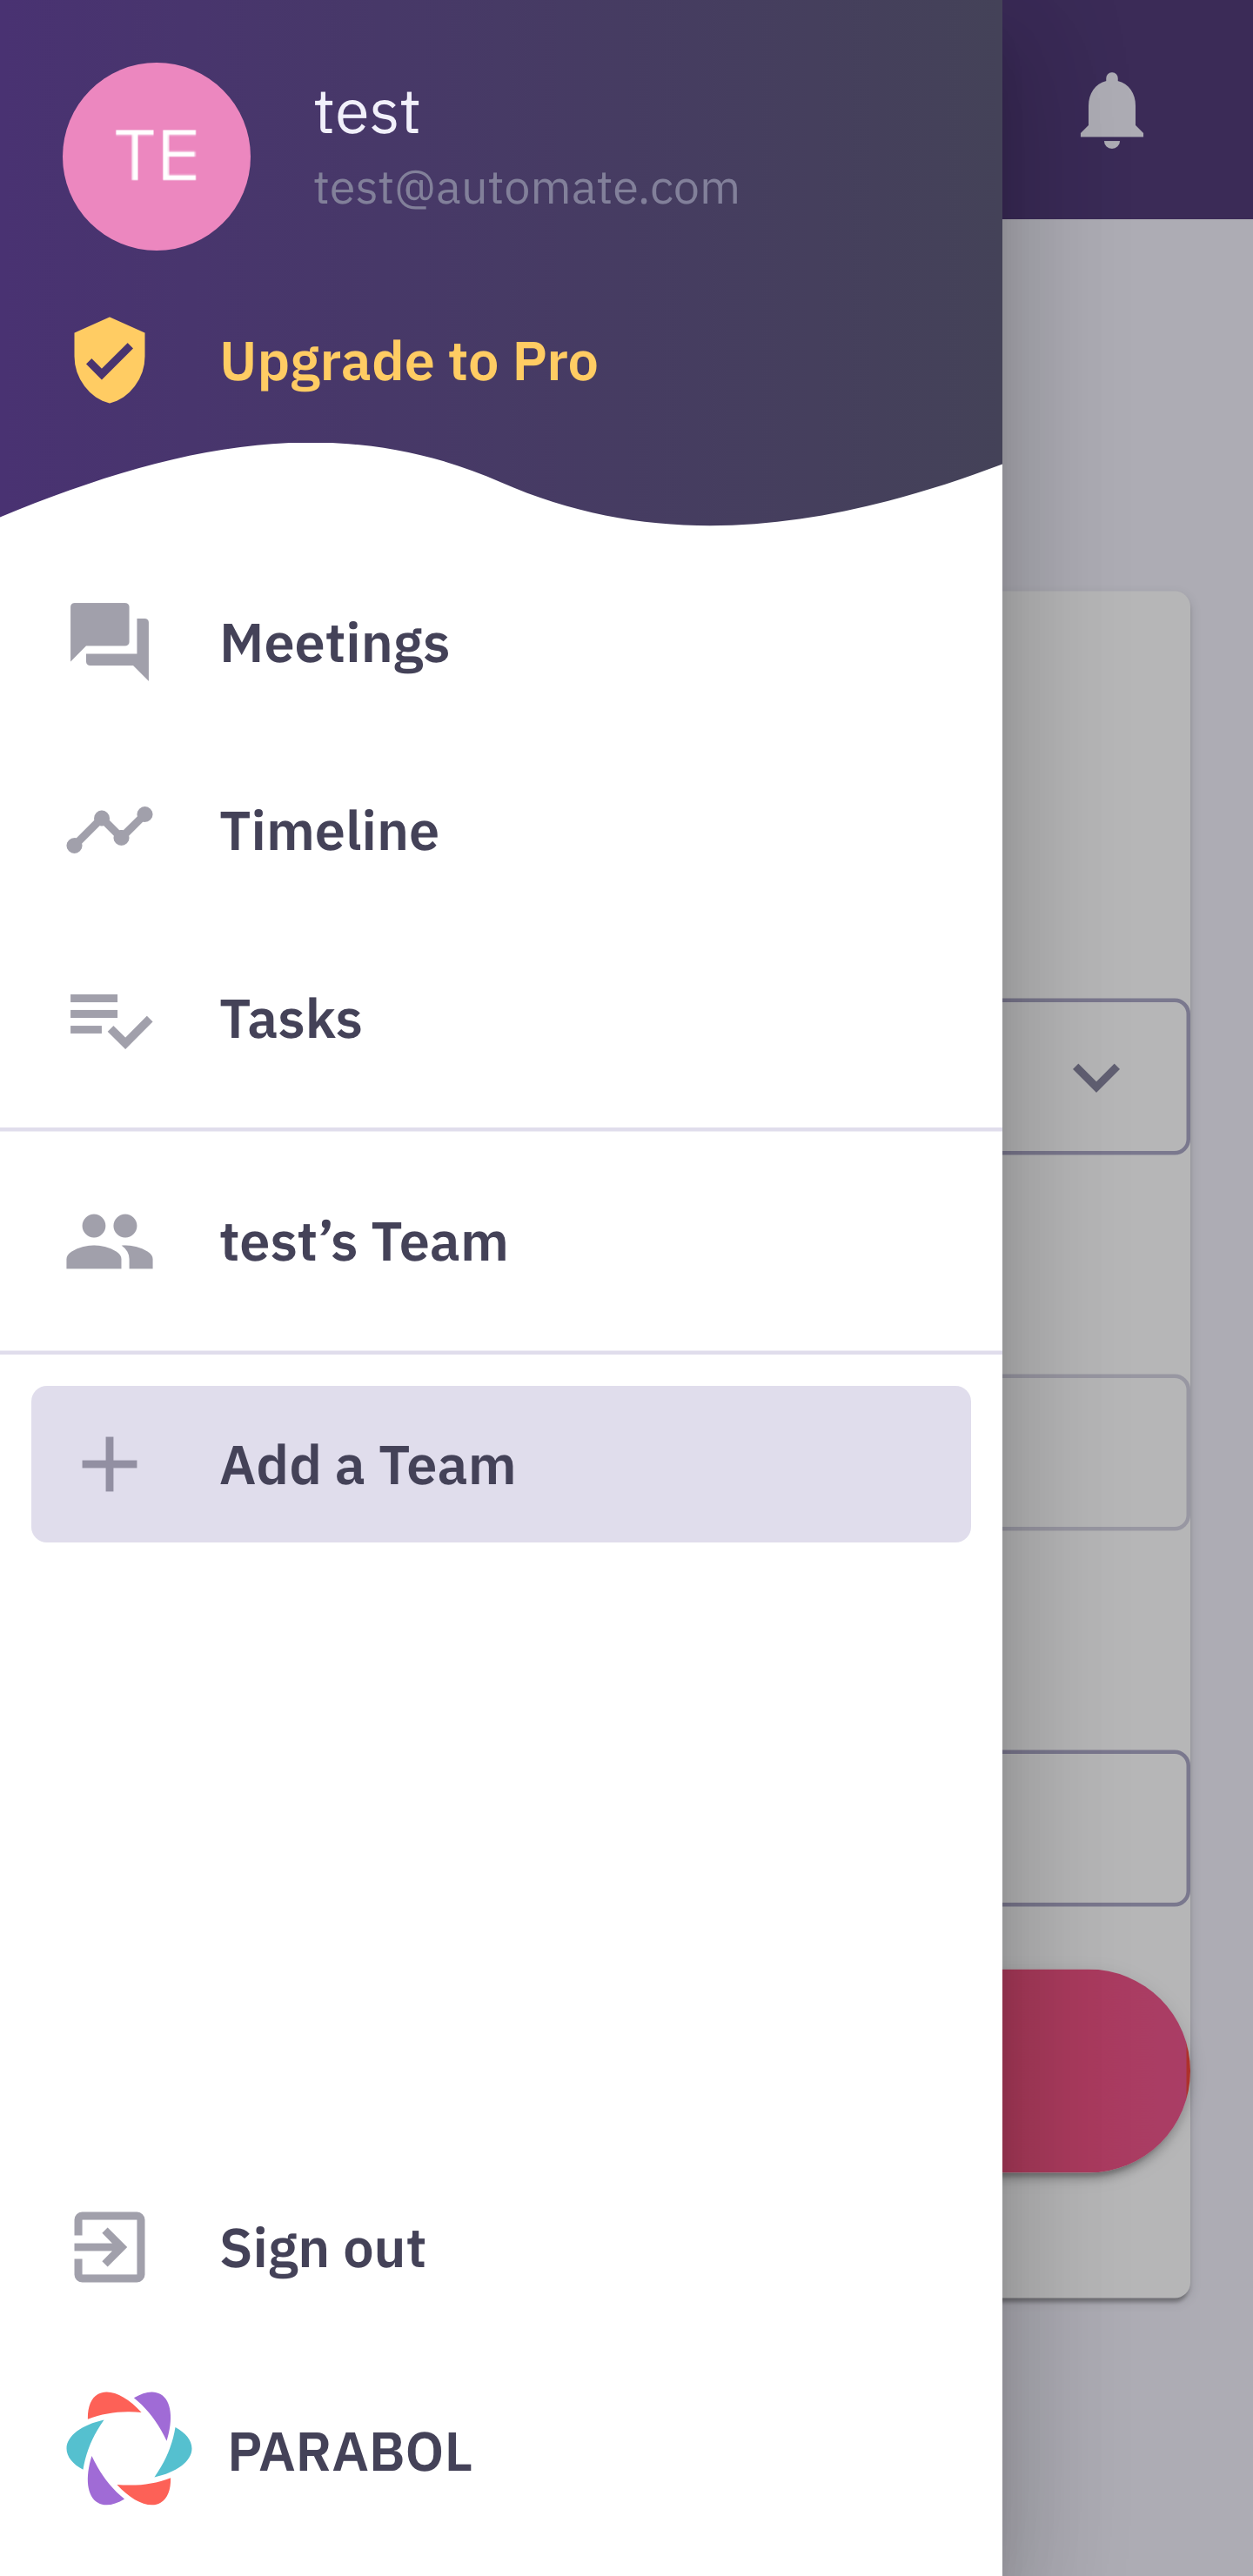 TE
test
test@automate.com
Upgrade to Pro
Meetings
Timeline
Tasks
test’s Team
Add a Team
Sign out
PARABOL